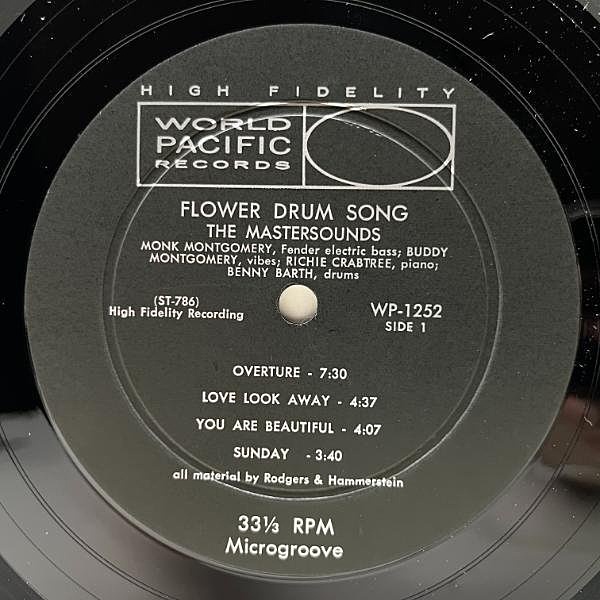 HIGH FIDELITY
WORLD
PACIFIC
RECORDS
FLOWER DRUM SONG
THE MASTERSOUNDS
MONK MONTGOMERY, Fender electric bass; BUDDY
MONTGOMERY, vibes; RICHIE CRABTREE, piano;
BENNY BARTH, drums
(ST-786)
High Fidelity Recording
WP-1252
SIDE 1
OVERTURE - 7:30
LOVE LOOK AWAY - 4:37
YOU ARE BEAUTIFUL - 4:07
SUNDAY - 3:40
all material by Rodgers & Hammerstein
33⅓ RPM
Microgroove